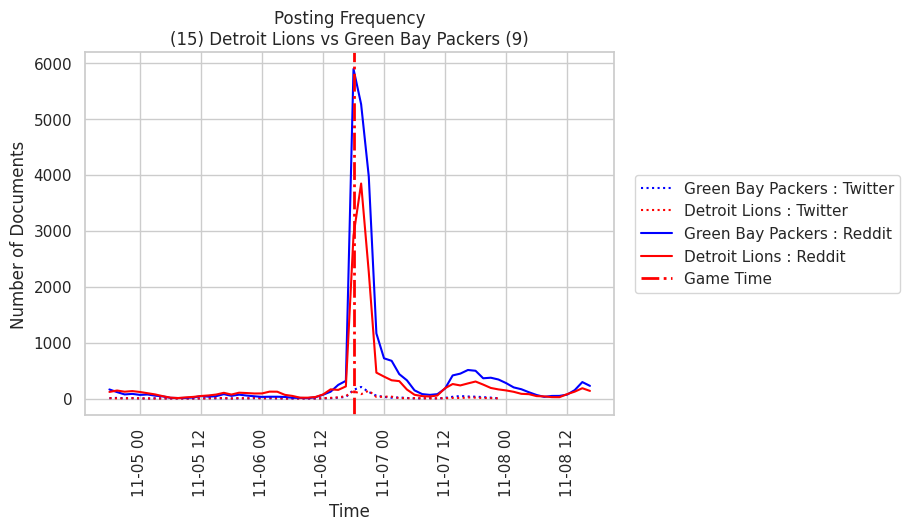 Posting Frequency
(15) Detroit Lions vs Green Bay Packers (9)
Number of Documents
6000
5000
4000
3000
2000
1000
0
11-05 00
11-05 12
11-06 00
11-06 12
11-07 00
11-07 12
11-08 00
11-08 12
Time
Green Bay Packers : Twitter
Detroit Lions : Twitter
Green Bay Packers : Reddit
Detroit Lions : Reddit
Game Time